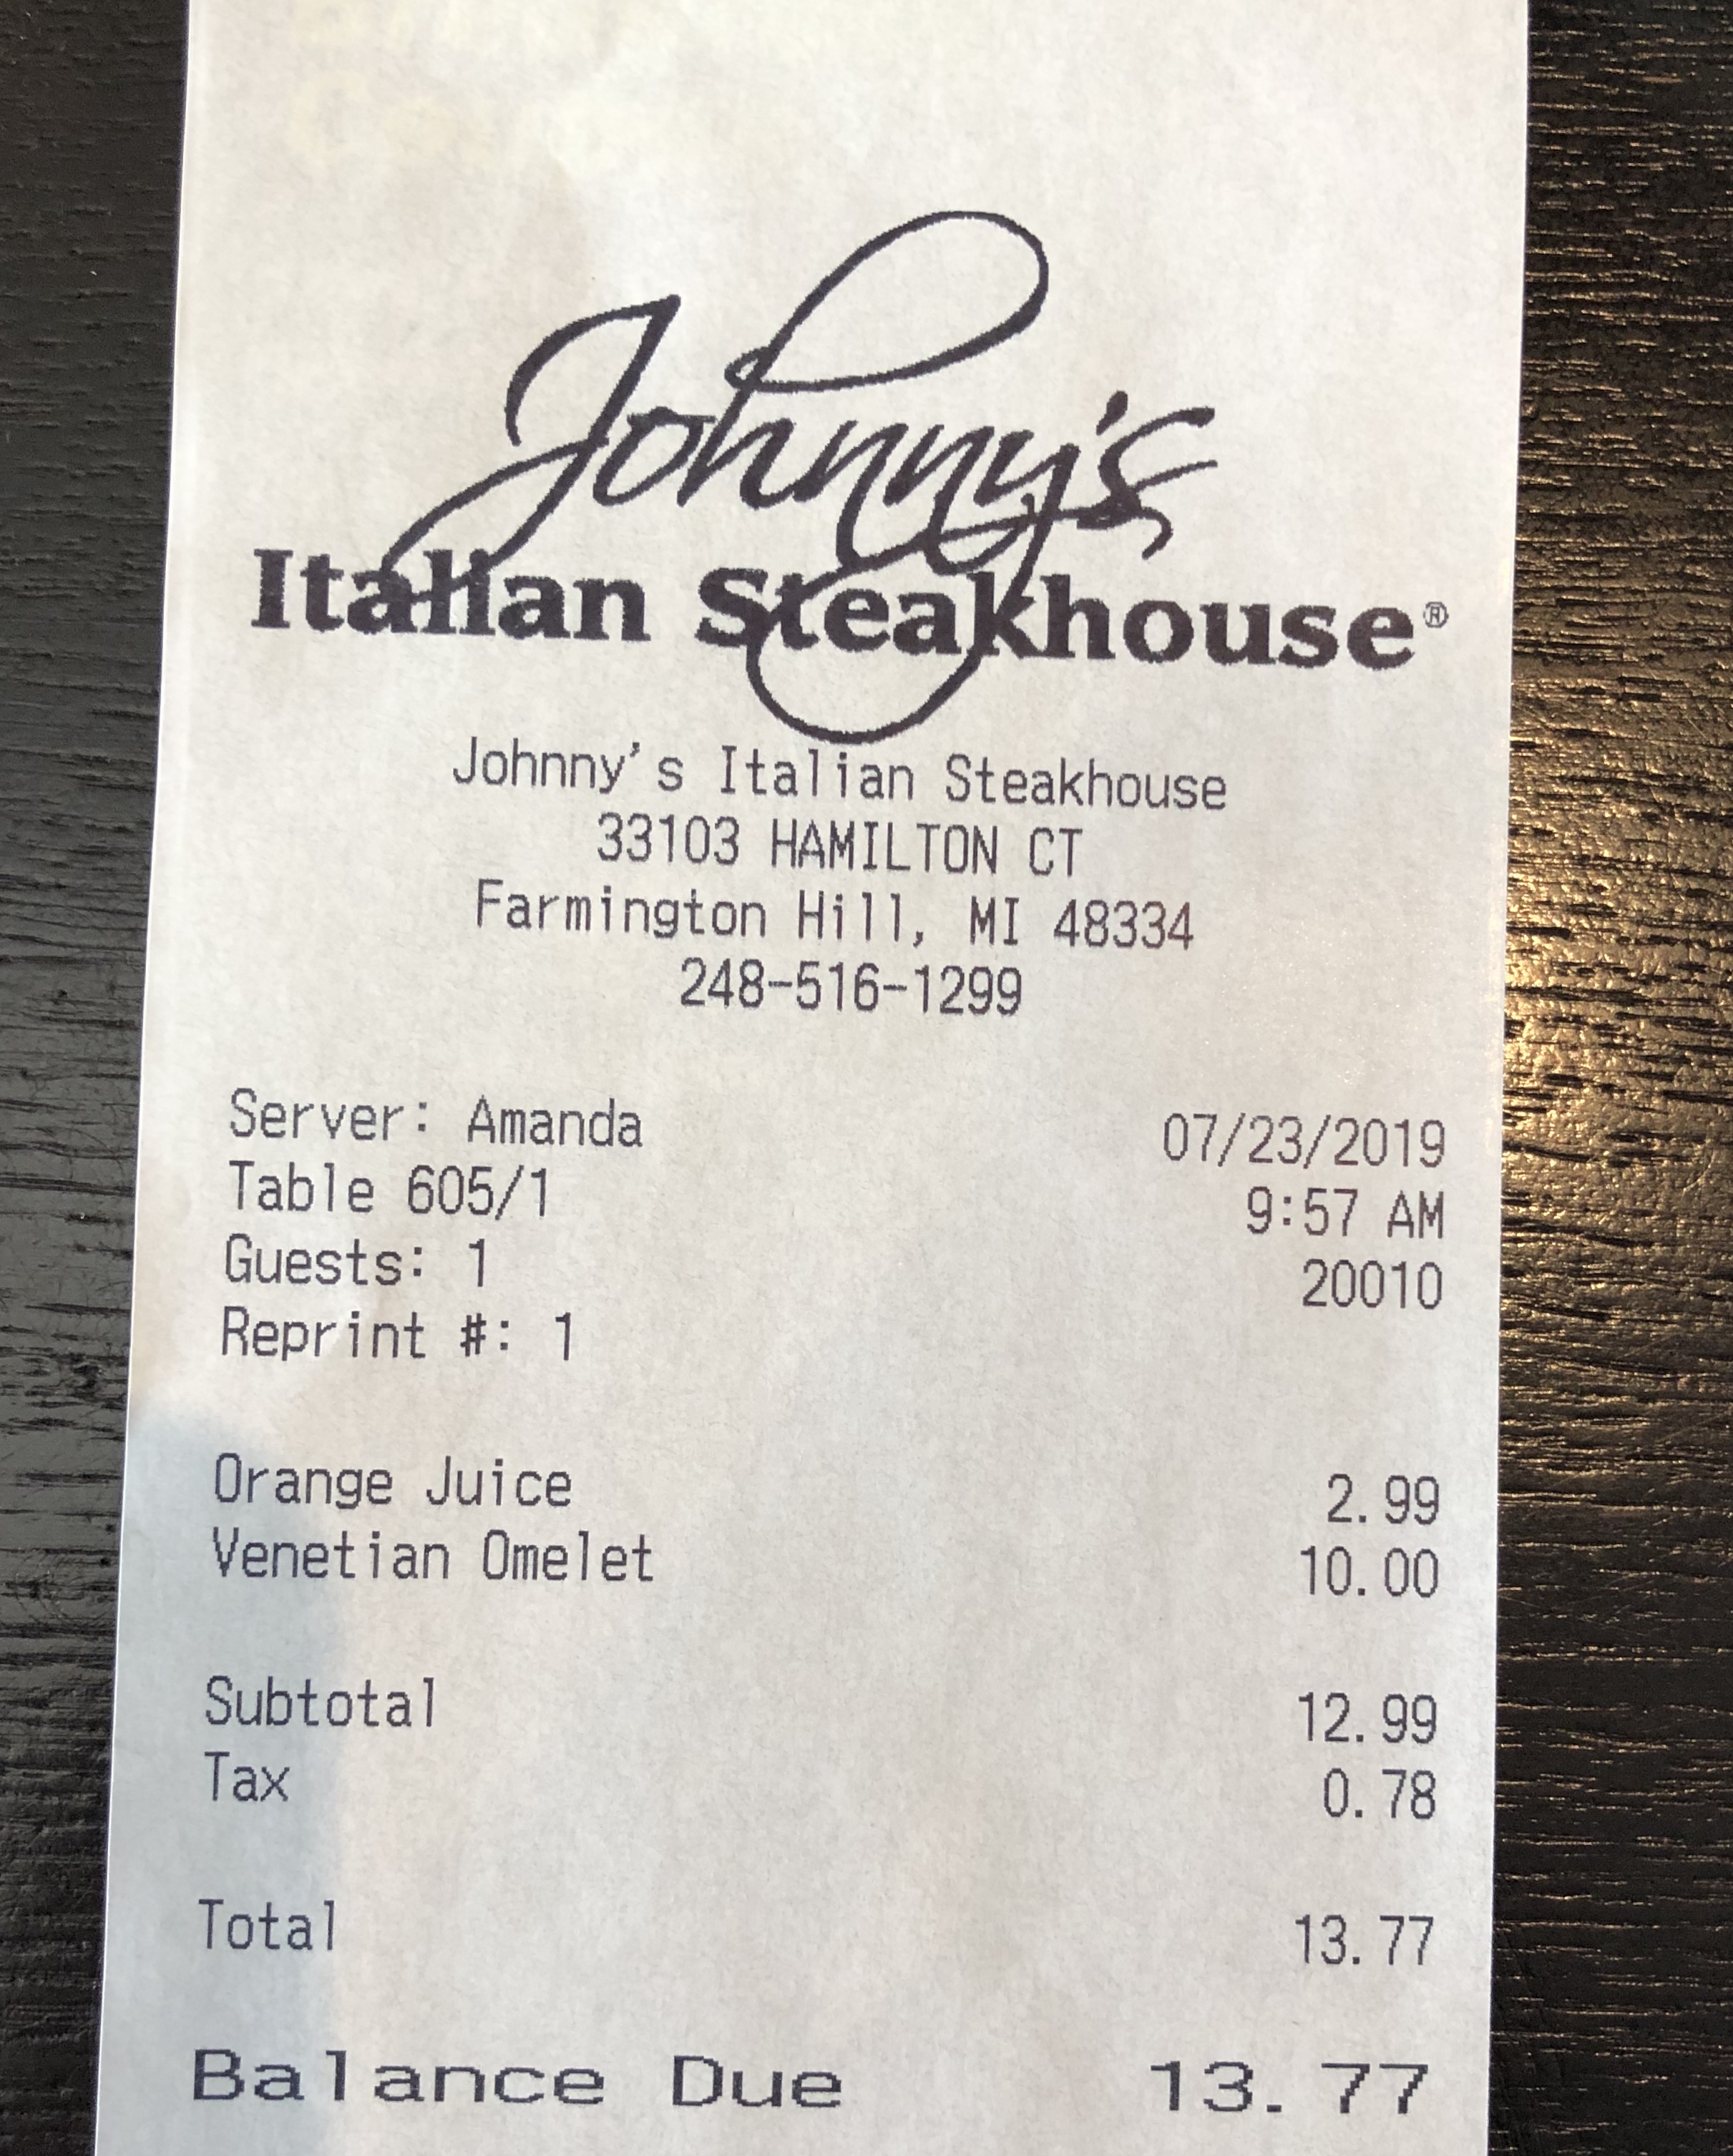 Johnny's
Italian Steakhouse®
Johnny's Italian Steakhouse
33103 HAMILTON CT
Farmington Hill, MI 48334
248-516-1299
Server: Amanda 07/23/2019
Table 605/1 9:57 AM
Guests: 1 20010
Reprint #: 1
Orange Juice 2.99
Venetian Omelet 10.00
Subtotal 12.99
Tax 0.78
Total 13.77
Balance Due 13.77